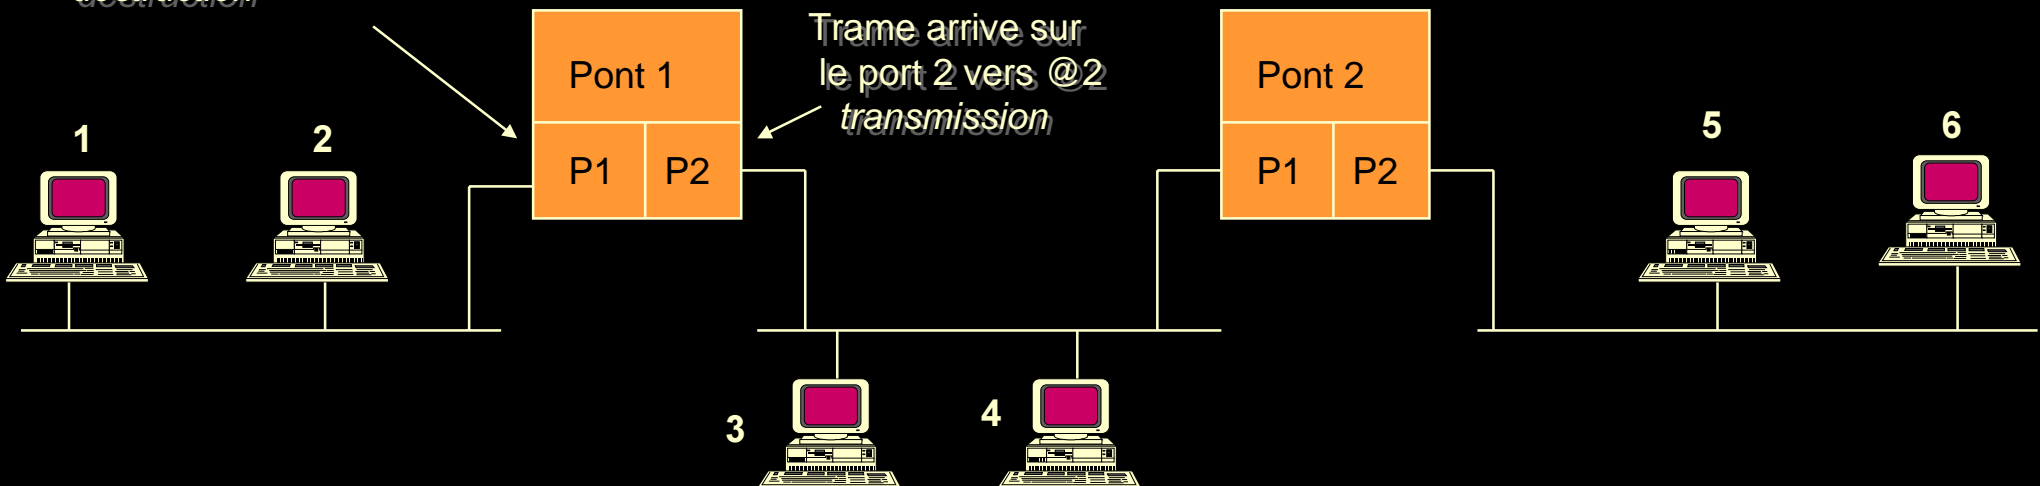 destruction
Trame arrive sur
le port 2 vers @2
transmission
Pont 1
P1 P2
Pont 2
P1 P2
1
2
5
6
3
4